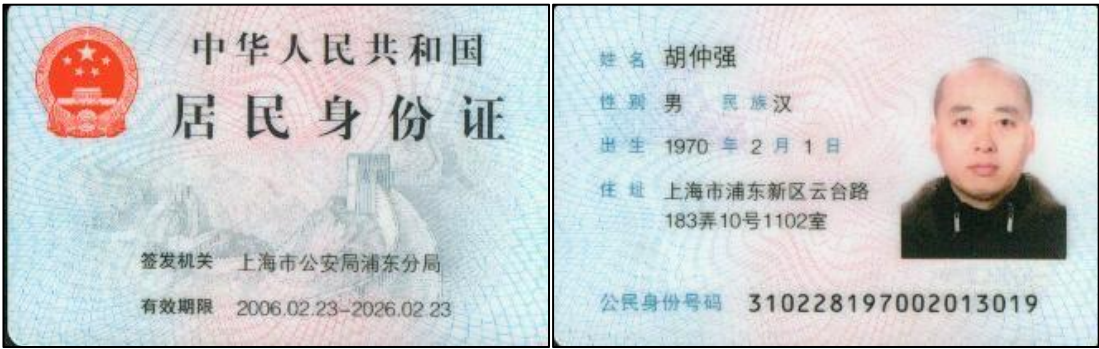 中华人民共和国
居民身份证
签发机关 上海市公安局浦东分局
有效期限 2006.02.23-2026.02.23
姓名 胡仲强
性别 男 民族 汉
出生 1970 年 2 月 1 日
住址 上海市浦东新区云台路
183弄10号1102室
公民身份号码 310228197002013019